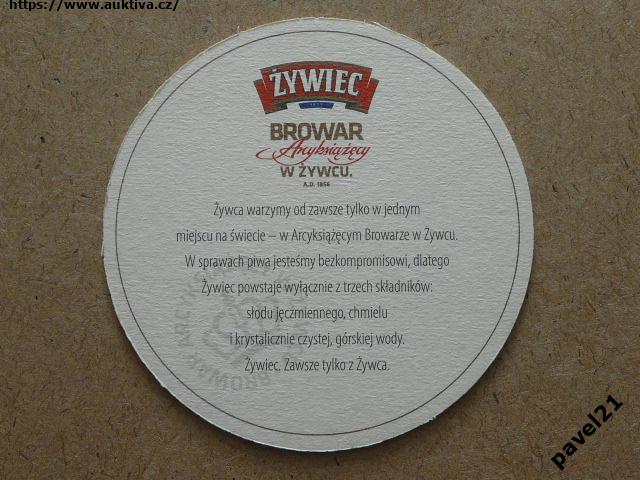 https://www.auktiva.cz/
ŻYWIEC
BROWAR
Arcyksiążęcy
W ŻYWCU.
A.D. 1856
Żywca warzymy od zawsze tylko w jednym
miejscu na świecie – w Arcyksiążęcym Browarze w Żywcu.
W sprawach piwa jesteśmy bezkompromisowi, dlatego
Żywiec powstaje wyłącznie z trzech składników:
słodu jęczmiennego, chmielu
i krystalicznie czystej, górskiej wody.
Żywiec. Zawsze tylko z Żywca.
pavel21